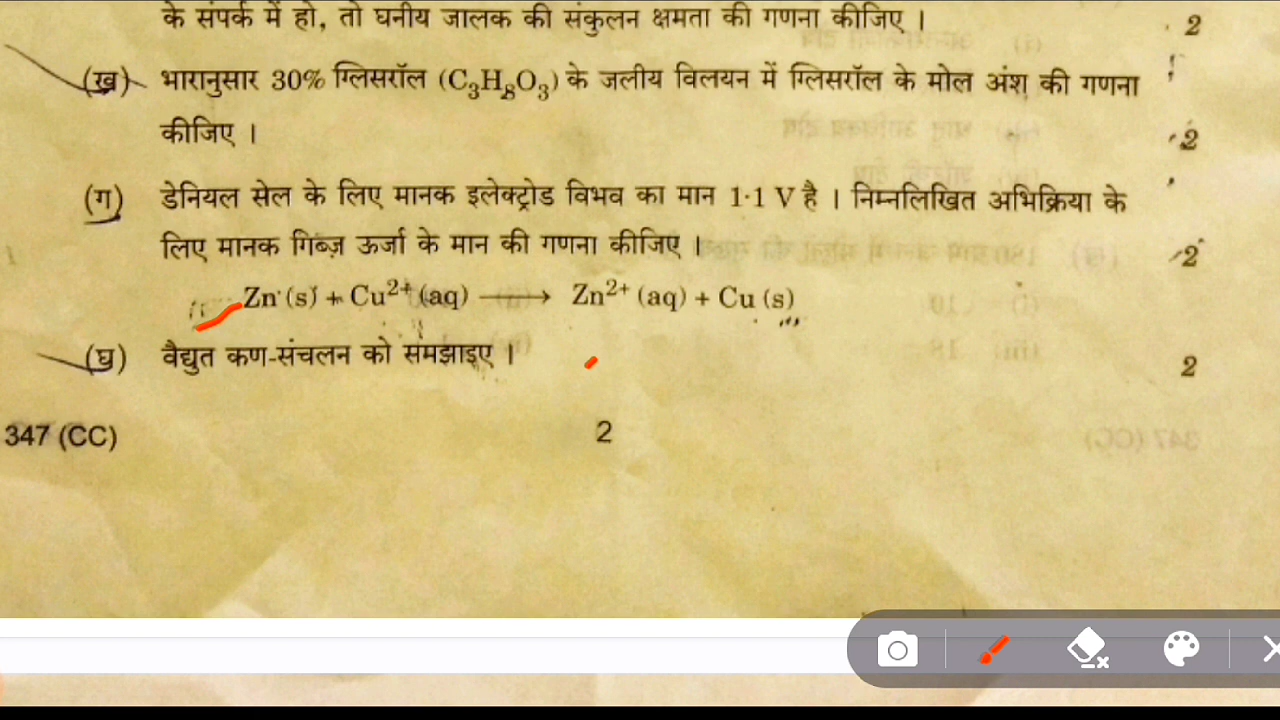 के संपर्क में हो, तो घनीय जालक की संकुलन क्षमता की गणना कीजिए । 2
(ख) भारानुसार 30% ग्लिसरॉल (C₃H₈O₃) के जलीय विलयन में ग्लिसरॉल के मोल अंश की गणना
कीजिए । 2
(ग) डेनियल सेल के लिए मानक इलेक्ट्रोड विभव का मान 1·1 V है । निम्नलिखित अभिक्रिया के
लिए मानक गिब्ज़ ऊर्जा के मान की गणना कीजिए । 2
Zn (s) + Cu²⁺ (aq) ⟶ Zn²⁺ (aq) + Cu (s)
(घ) वैद्युत कण-संचलन को समझाइए । 2
347 (CC) 2